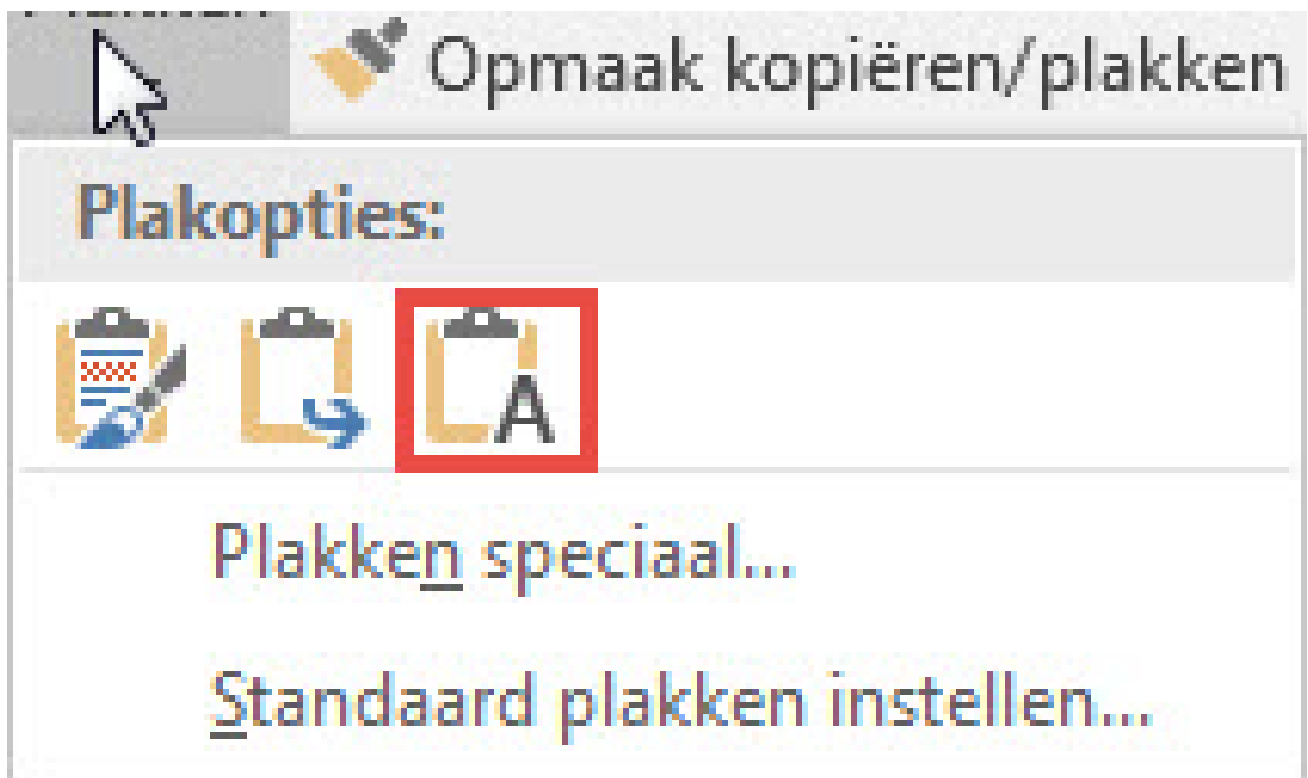 Opmaak kopiëren/plakken
Plakopties:
A
Plakken speciaal...
Standaard plakken instellen...